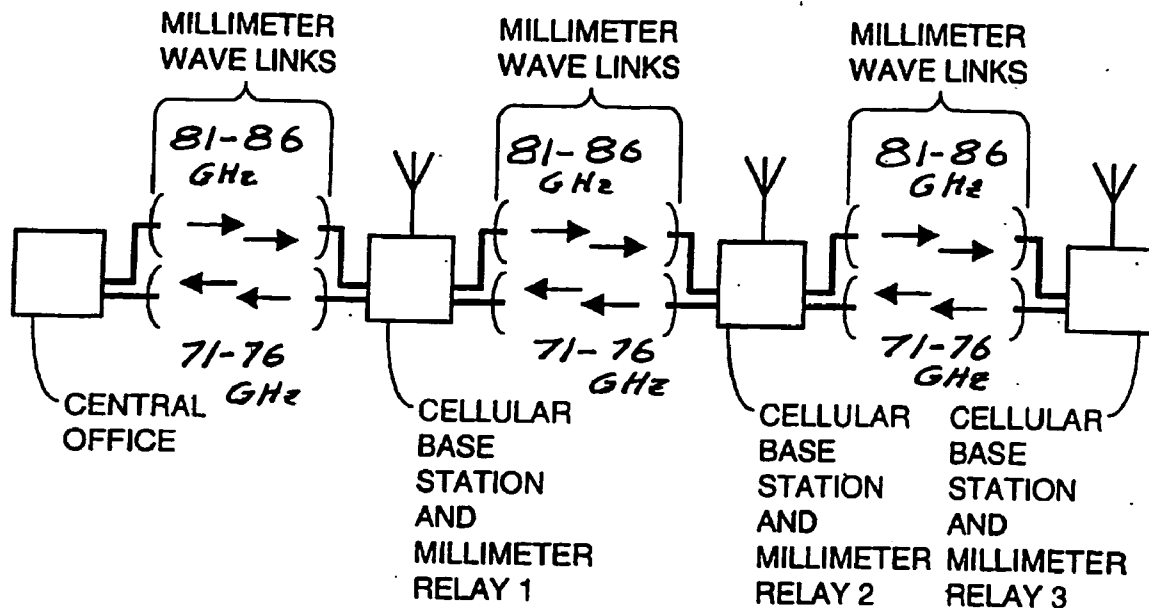 MILLIMETER
WAVE LINKS
MILLIMETER
WAVE LINKS
MILLIMETER
WAVE LINKS
81-86
GHz
81-86
GHz
81-86
GHz
71-76
GHz
71-76
GHz
71-76
GHz
CENTRAL
OFFICE
CELLULAR
BASE
STATION
AND
MILLIMETER
RELAY 1
CELLULAR
BASE
STATION
AND
MILLIMETER
RELAY 2
CELLULAR
BASE
STATION
AND
MILLIMETER
RELAY 3